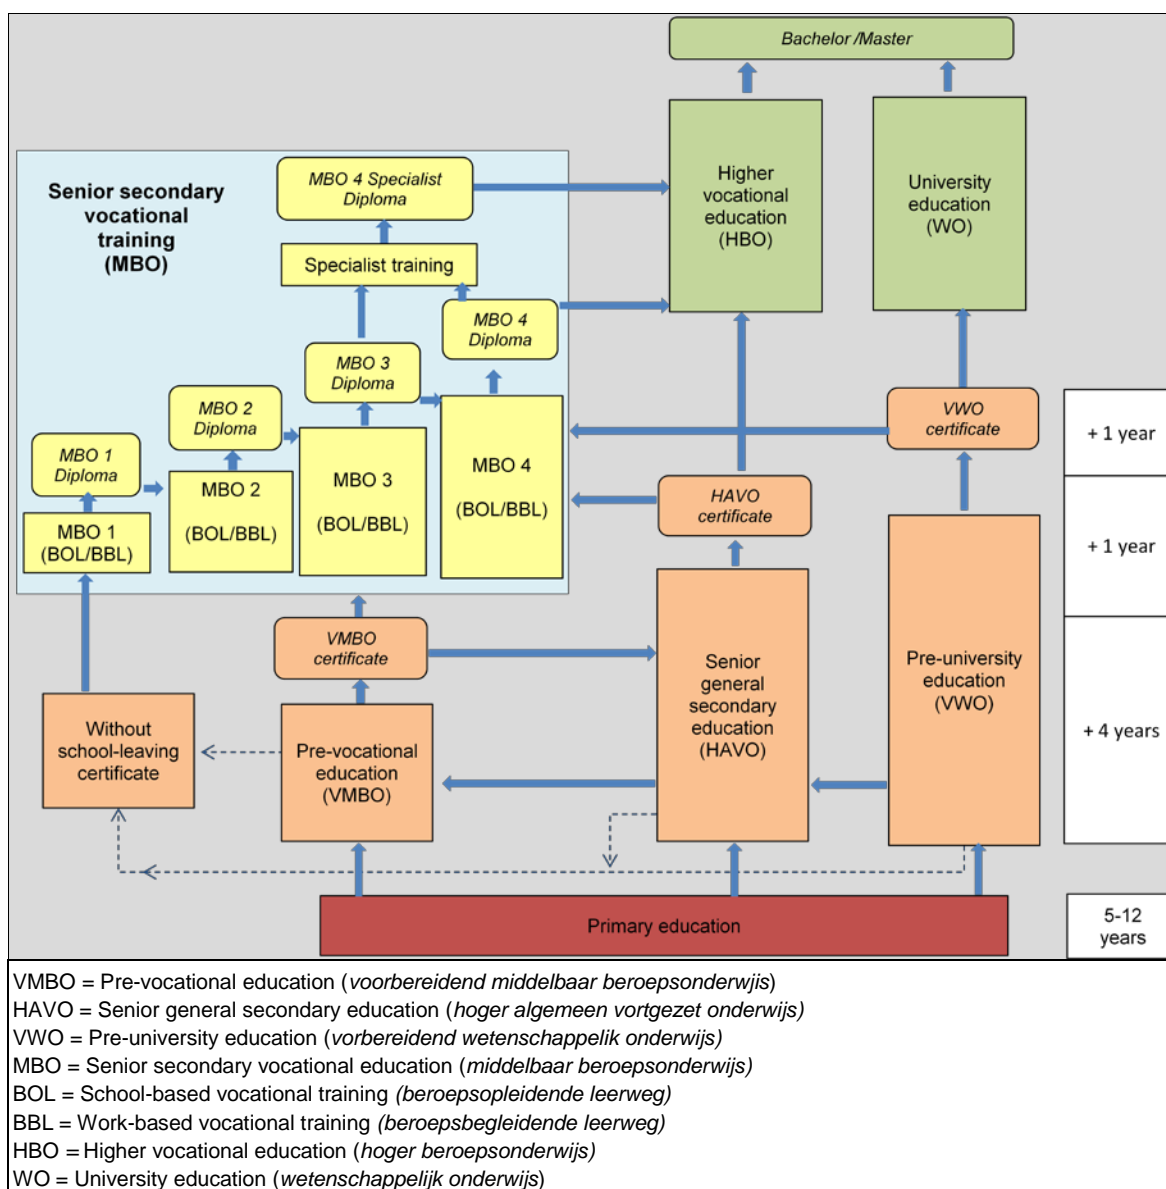 Bachelor /Master
Higher
vocational
education
(HBO)
University
education
(WO)
Senior secondary
vocational
training
(MBO)
MBO 4 Specialist
Diploma
Specialist training
MBO 4
Diploma
MBO 3
Diploma
MBO 2
Diploma
MBO 1
Diploma
MBO 1
(BOL/BBL)
MBO 2
(BOL/BBL)
MBO 3
(BOL/BBL)
MBO 4
(BOL/BBL)
VWO
certificate
+ 1 year
HAVO
certificate
+ 1 year
VMBO
certificate
Without
school-leaving
certificate
Pre-vocational
education
(VMBO)
Senior
general
secondary
education
(HAVO)
Pre-university
education
(VWO)
+ 4 years
Primary education
5-12
years
VMBO = Pre-vocational education (voorbereidend middelbaar beroepsonderwjis)
HAVO = Senior general secondary education (hoger algemeen vortgezet onderwijs)
VWO = Pre-university education (vorbereidend wetenschappelik onderwijs)
MBO = Senior secondary vocational education (middelbaar beroepsonderwijs)
BOL = School-based vocational training (beroepsopleidende leerweg)
BBL = Work-based vocational training (beroepsbegleidende leerweg)
HBO = Higher vocational education (hoger beroepsonderwijs)
WO = University education (wetenschappelijk onderwijs)